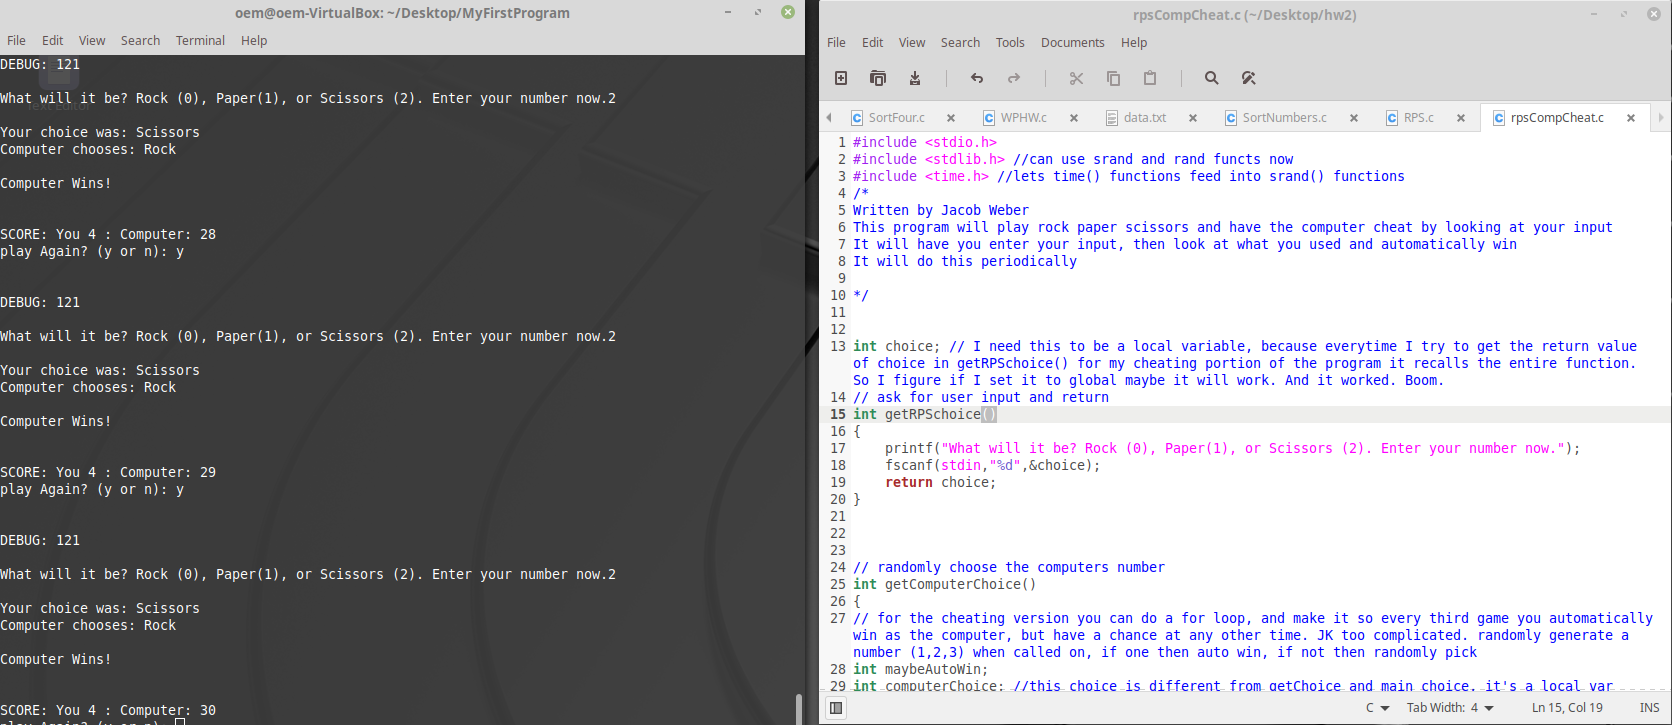 oem@oem-VirtualBox: ~/Desktop/MyFirstProgram
File Edit View Search Terminal Help
DEBUG: 121
What will it be? Rock (0), Paper(1), or Scissors (2). Enter your number now.2
Your choice was: Scissors
Computer chooses: Rock
Computer Wins!
SCORE: You 4 : Computer: 28
play Again? (y or n): y
DEBUG: 121
What will it be? Rock (0), Paper(1), or Scissors (2). Enter your number now.2
Your choice was: Scissors
Computer chooses: Rock
Computer Wins!
SCORE: You 4 : Computer: 29
play Again? (y or n): y
DEBUG: 121
What will it be? Rock (0), Paper(1), or Scissors (2). Enter your number now.2
Your choice was: Scissors
Computer chooses: Rock
Computer Wins!
SCORE: You 4 : Computer: 30
play Again? (y or n):
rpsCompCheat.c (~/Desktop/hw2)
File Edit View Search Tools Documents Help
SortFour.c WPHW.c data.txt SortNumbers.c RPS.c rpsCompCheat.c
1 #include <stdio.h>
2 #include <stdlib.h> //can use srand and rand functs now
3 #include <time.h> //lets time() functions feed into srand() functions
4 /*
5 Written by Jacob Weber
6 This program will play rock paper scissors and have the computer cheat by looking at your input
7 It will have you enter your input, then look at what you used and automatically win
8 It will do this periodically
9
10 */
11
12
13 int choice; // I need this to be a local variable, because everytime I try to get the return value
of choice in getRPSchoice() for my cheating portion of the program it recalls the entire function.
So I figure if I set it to global maybe it will work. And it worked. Boom.
14 // ask for user input and return
15 int getRPSchoice()
16 {
17 printf("What will it be? Rock (0), Paper(1), or Scissors (2). Enter your number now.");
18 fscanf(stdin,"%d",&choice);
19 return choice;
20 }
21
22
23
24 // randomly choose the computers number
25 int getComputerChoice()
26 {
27 // for the cheating version you can do a for loop, and make it so every third game you automatically
win as the computer, but have a chance at any other time. JK too complicated. randomly generate a
number (1,2,3) when called on, if one then auto win, if not then randomly pick
28 int maybeAutoWin;
29 int computerChoice; //this choice is different from getChoice and main choice. it's a local var
C Tab Width: 4 Ln 15, Col 19 INS